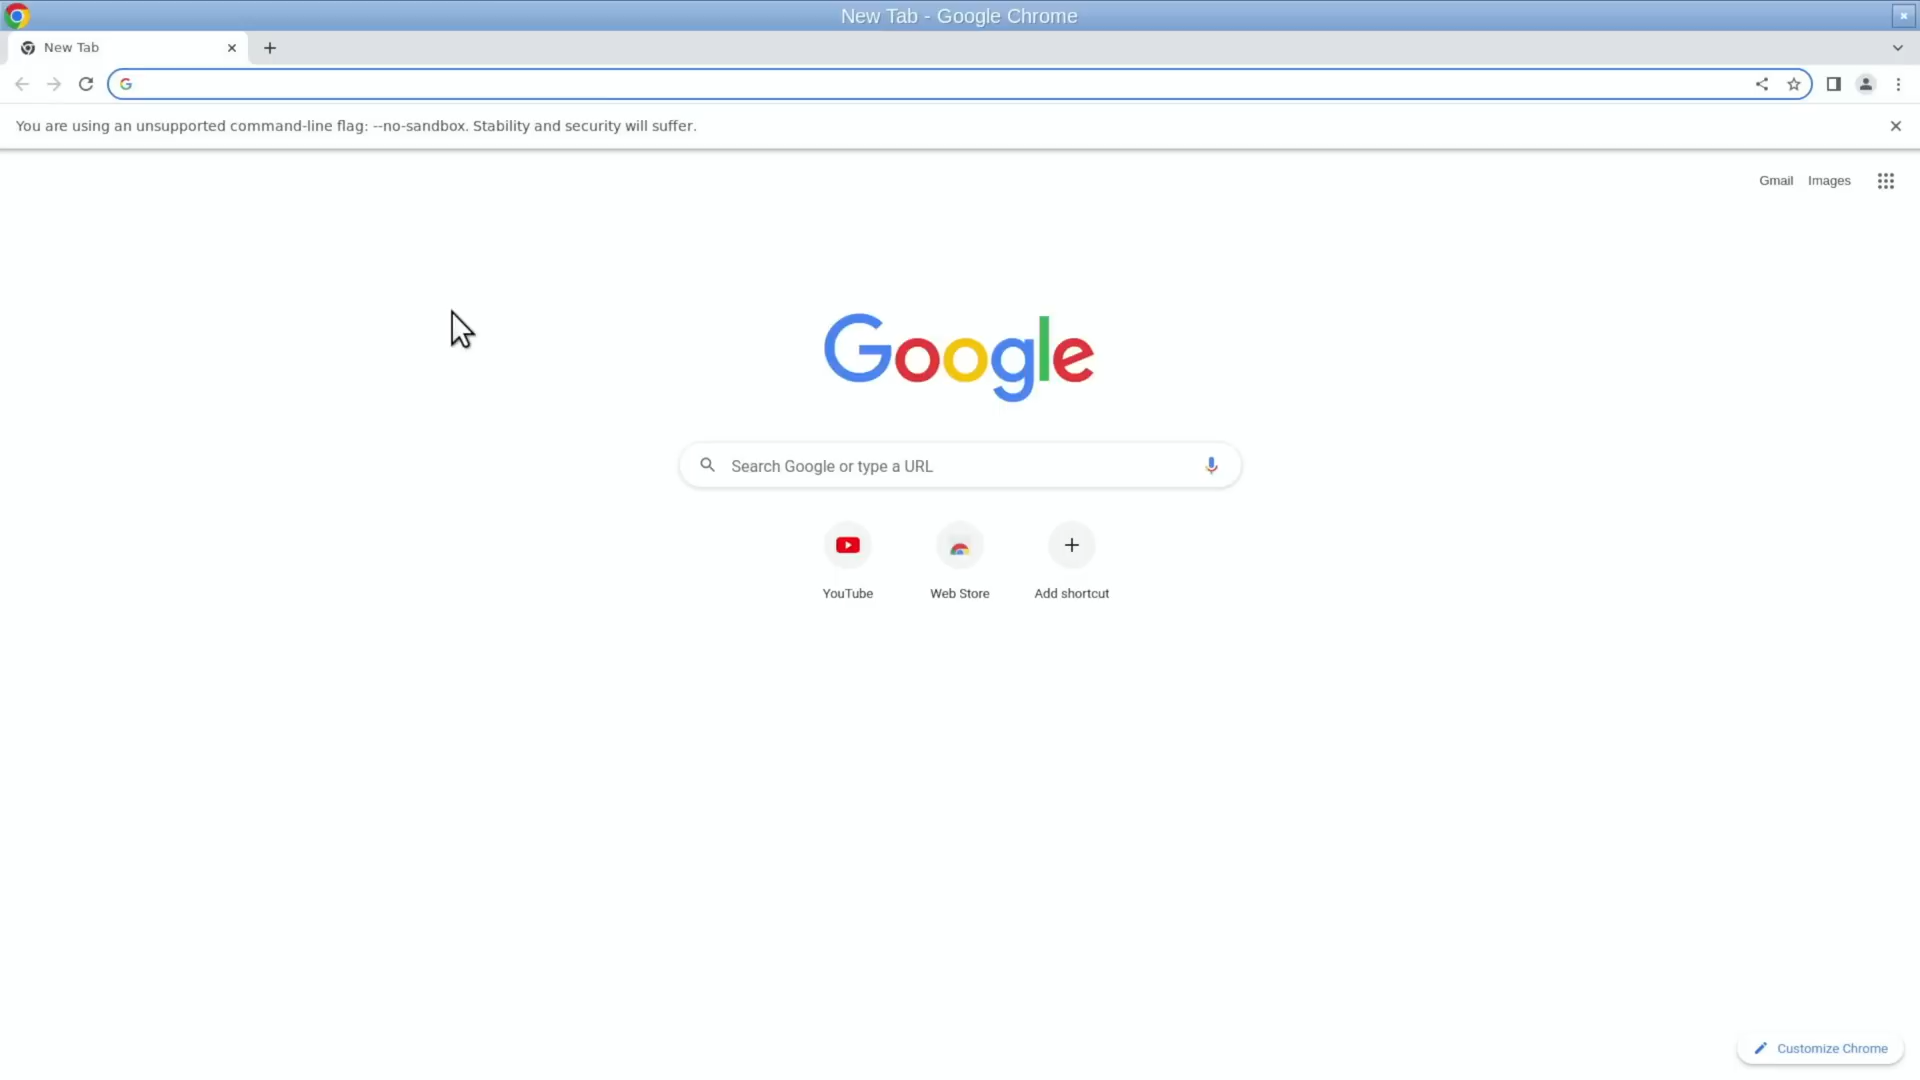 New Tab - Google Chrome
New Tab
You are using an unsupported command-line flag: --no-sandbox. Stability and security will suffer.
Gmail Images
Google
Search Google or type a URL
YouTube Web Store Add shortcut
Customize Chrome